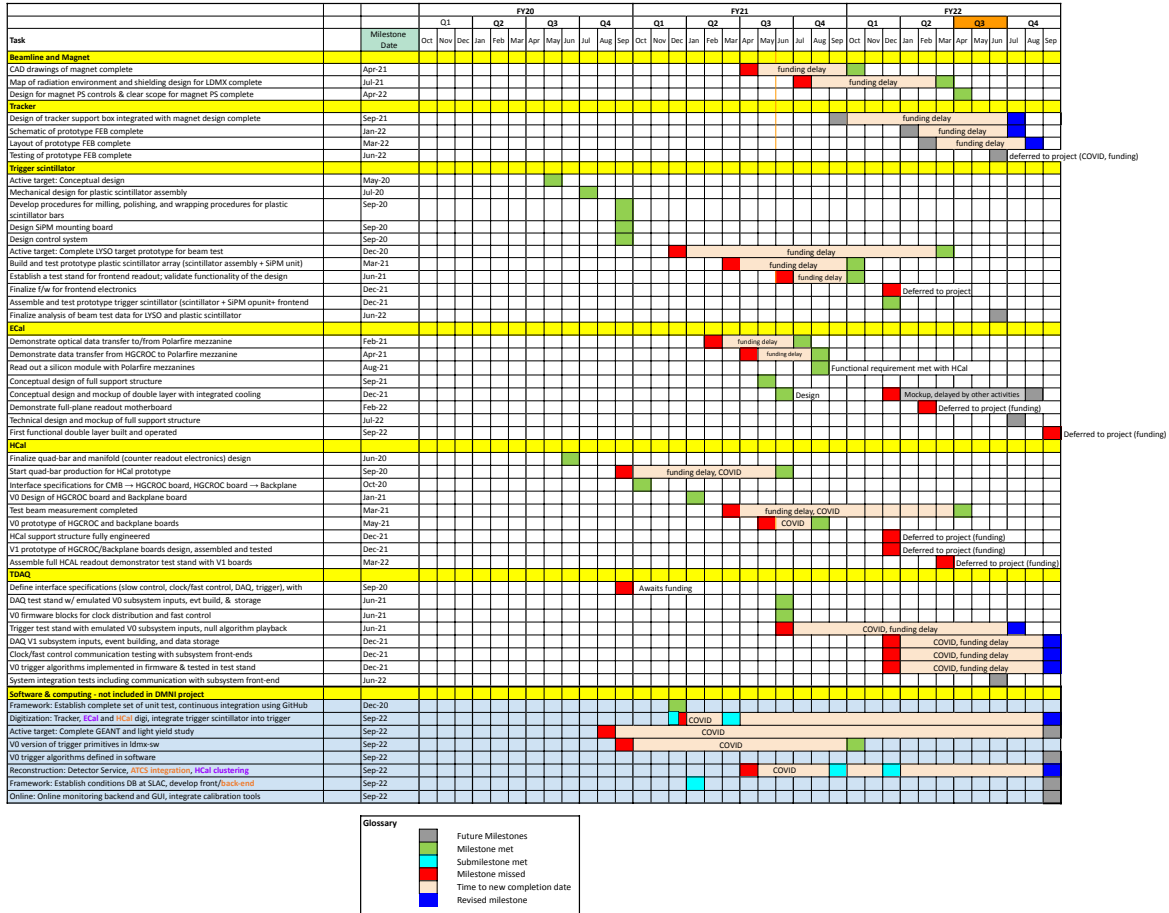 FY20 FY21 FY22
Q1 Q2 Q3 Q4 Q1 Q2 Q3 Q4 Q1 Q2 Q3 Q4
Task Milestone Date Oct Nov Dec Jan Feb Mar Apr May Jun Jul Aug Sep Oct Nov Dec Jan Feb Mar Apr May Jun Jul Aug Sep Oct Nov Dec Jan Feb Mar Apr May Jun Jul Aug Sep
Beamline and Magnet
CAD drawings of magnet complete Apr-21 funding delay
Map of radiation environment and shielding design for LDMX complete Jul-21 funding delay
Design for magnet PS controls & clear scope for magnet PS complete Apr-22
Tracker
Design of tracker support box integrated with magnet design complete Sep-21 funding delay
Schematic of prototype FEB complete Jan-22 funding delay
Layout of prototype FEB complete Mar-22 funding delay
Testing of prototype FEB complete Jun-22 deferred to project (COVID, funding)
Trigger scintillator
Active target: Conceptual design May-20
Mechanical design for plastic scintillator assembly Jul-20
Develop procedures for milling, polishing, and wrapping procedures for plastic Sep-20
scintillator bars
Design SiPM mounting board Sep-20
Design control system Sep-20
Active target: Complete LYSO target prototype for beam test Dec-20 funding delay
Build and test prototype plastic scintillator array (scintillator assembly + SiPM unit) Mar-21 funding delay
Establish a test stand for frontend readout; validate functionality of the design Jun-21 funding delay
Finalize f/w for frontend electronics Dec-21 Deferred to project
Assemble and test prototype trigger scintillator (scintillator + SiPM opunit+ frontend Dec-21
Finalize analysis of beam test data for LYSO and plastic scintillator Jun-22
ECal
Demonstrate optical data transfer to/from Polarfire mezzanine Feb-21 funding delay
Demonstrate data transfer from HGCROC to Polarfire mezzanine Apr-21 funding delay
Read out a silicon module with Polarfire mezzanines Aug-21 Functional requirement met with HCal
Conceptual design of full support structure Sep-21
Conceptual design and mockup of double layer with integrated cooling Dec-21 Design Mockup, delayed by other activities
Demonstrate full-plane readout motherboard Feb-22 Deferred to project (funding)
Technical design and mockup of full support structure Jul-22
First functional double layer built and operated Sep-22 Deferred to project (funding)
HCal
Finalize quad-bar and manifold (counter readout electronics) design Jun-20
Start quad-bar production for HCal prototype Sep-20 funding delay, COVID
Interface specifications for CMB → HGCROC board, HGCROC board → Backplane Oct-20
V0 Design of HGCROC board and Backplane board Jan-21
Test beam measurement completed Mar-21 funding delay, COVID
V0 prototype of HGCROC and backplane boards May-21 COVID
HCal support structure fully engineered Dec-21 Deferred to project (funding)
V1 prototype of HGCROC/Backplane boards design, assembled and tested Dec-21 Deferred to project (funding)
Assemble full HCAL readout demonstrator test stand with V1 boards Mar-22 Deferred to project (funding)
TDAQ
Define interface specifications (slow control, clock/fast control, DAQ, trigger), with Sep-20 Awaits funding
DAQ test stand w/ emulated V0 subsystem inputs, evt build, & storage Jun-21
V0 firmware blocks for clock distribution and fast control Jun-21
Trigger test stand with emulated V0 subsystem inputs, null algorithm playback Jun-21 COVID, funding delay
DAQ V1 subsystem inputs, event building, and data storage Dec-21 COVID, funding delay
Clock/fast control communication testing with subsystem front-ends Dec-21 COVID, funding delay
V0 trigger algorithms implemented in firmware & tested in test stand Dec-21 COVID, funding delay
System integration tests including communication with subsystem front-end Jun-22
Software & computing - not included in DMNI project
Framework: Establish complete set of unit test, continuous integration using GitHub Dec-20
Digitization: Tracker, ECal and HCal digi, integrate trigger scintillator into trigger Sep-22 COVID
Active target: Complete GEANT and light yield study Sep-22 COVID
V0 version of trigger primitives in ldmx-sw Sep-22 COVID
V0 trigger algorithms defined in software Sep-22
Reconstruction: Detector Service, ATCS integration, HCal clustering Sep-22 COVID
Framework: Establish conditions DB at SLAC, develop front/back-end Sep-22
Online: Online monitoring backend and GUI, integrate calibration tools Sep-22
Glossary
Future Milestones
Milestone met
Submilestone met
Milestone missed
Time to new completion date
Revised milestone